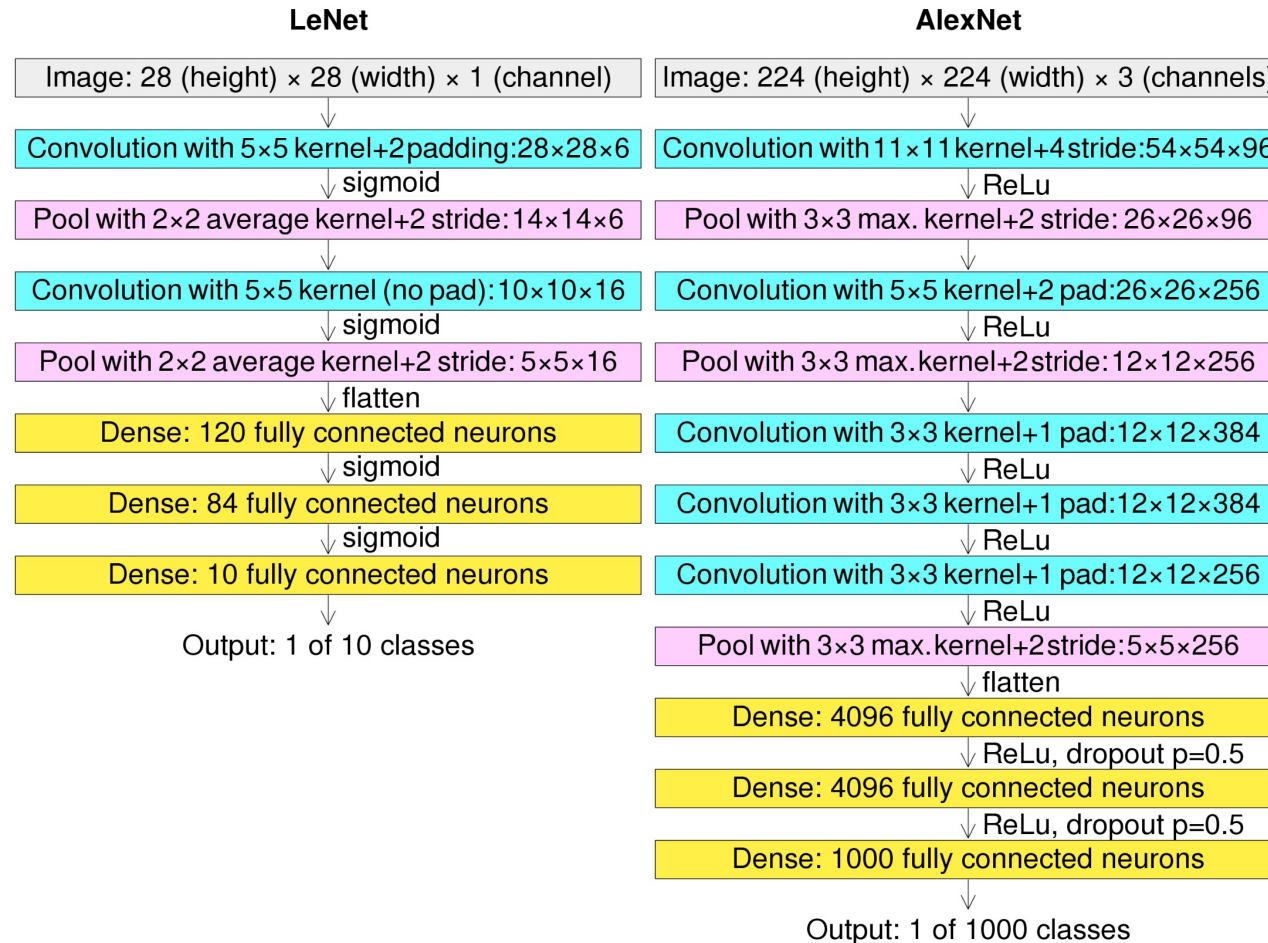 LeNet
Image: 28 (height) × 28 (width) × 1 (channel)
Convolution with 5×5 kernel+2padding:28×28×6
sigmoid
Pool with 2×2 average kernel+2 stride:14×14×6
Convolution with 5×5 kernel (no pad):10×10×16
sigmoid
Pool with 2×2 average kernel+2 stride: 5×5×16
flatten
Dense: 120 fully connected neurons
sigmoid
Dense: 84 fully connected neurons
sigmoid
Dense: 10 fully connected neurons
Output: 1 of 10 classes
AlexNet
Image: 224 (height) × 224 (width) × 3 (channels)
Convolution with 11×11 kernel+4 stride:54×54×96
ReLu
Pool with 3×3 max. kernel+2 stride: 26×26×96
Convolution with 5×5 kernel+2 pad:26×26×256
ReLu
Pool with 3×3 max.kernel+2stride:12×12×256
Convolution with 3×3 kernel+1 pad:12×12×384
ReLu
Convolution with 3×3 kernel+1 pad:12×12×384
ReLu
Convolution with 3×3 kernel+1 pad:12×12×256
ReLu
Pool with 3×3 max.kernel+2stride:5×5×256
flatten
Dense: 4096 fully connected neurons
ReLu, dropout p=0.5
Dense: 4096 fully connected neurons
ReLu, dropout p=0.5
Dense: 1000 fully connected neurons
Output: 1 of 1000 classes